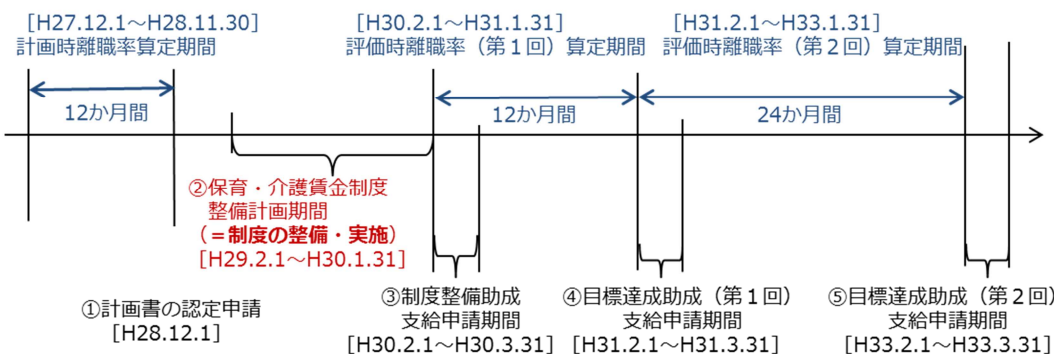 [H27.12.1～H28.11.30]
計画時離職率算定期間
[H30.2.1～H31.1.31]
評価時離職率（第１回）算定期間
[H31.2.1～H33.1.31]
評価時離職率（第２回）算定期間
12か月間
12か月間
24か月間
②保育・介護賃金制度
整備計画期間
（＝制度の整備・実施）
[H29.2.1～H30.1.31]
①計画書の認定申請
[H28.12.1]
③制度整備助成
支給申請期間
[H30.2.1～H30.3.31]
④目標達成助成（第１回）
支給申請期間
[H31.2.1～H31.3.31]
⑤目標達成助成（第２回）
支給申請期間
[H33.2.1～H33.3.31]